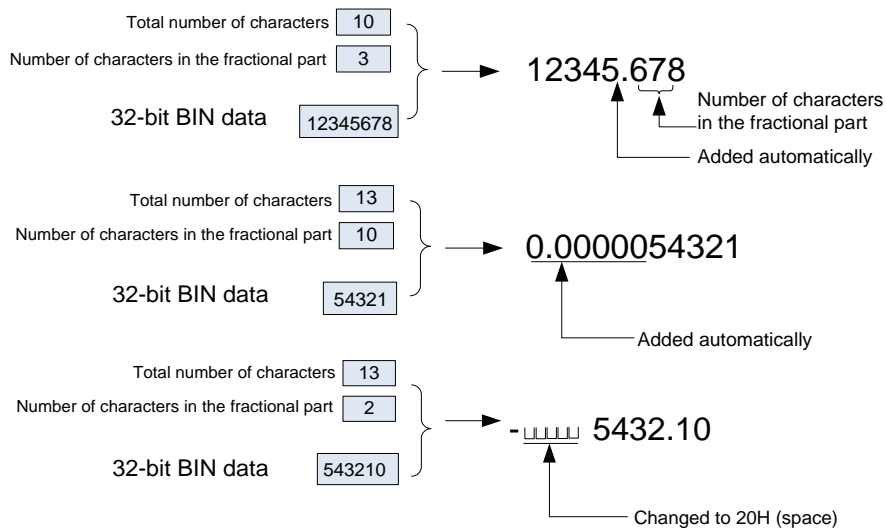 Total number of characters 10
Number of characters in the fractional part 3
32-bit BIN data 12345678
12345.678
Number of characters
in the fractional part
Added automatically
Total number of characters 13
Number of characters in the fractional part 10
32-bit BIN data 54321
0.0000054321
Added automatically
Total number of characters 13
Number of characters in the fractional part 2
32-bit BIN data 543210
-␣␣␣␣␣ 5432.10
Changed to 20H (space)